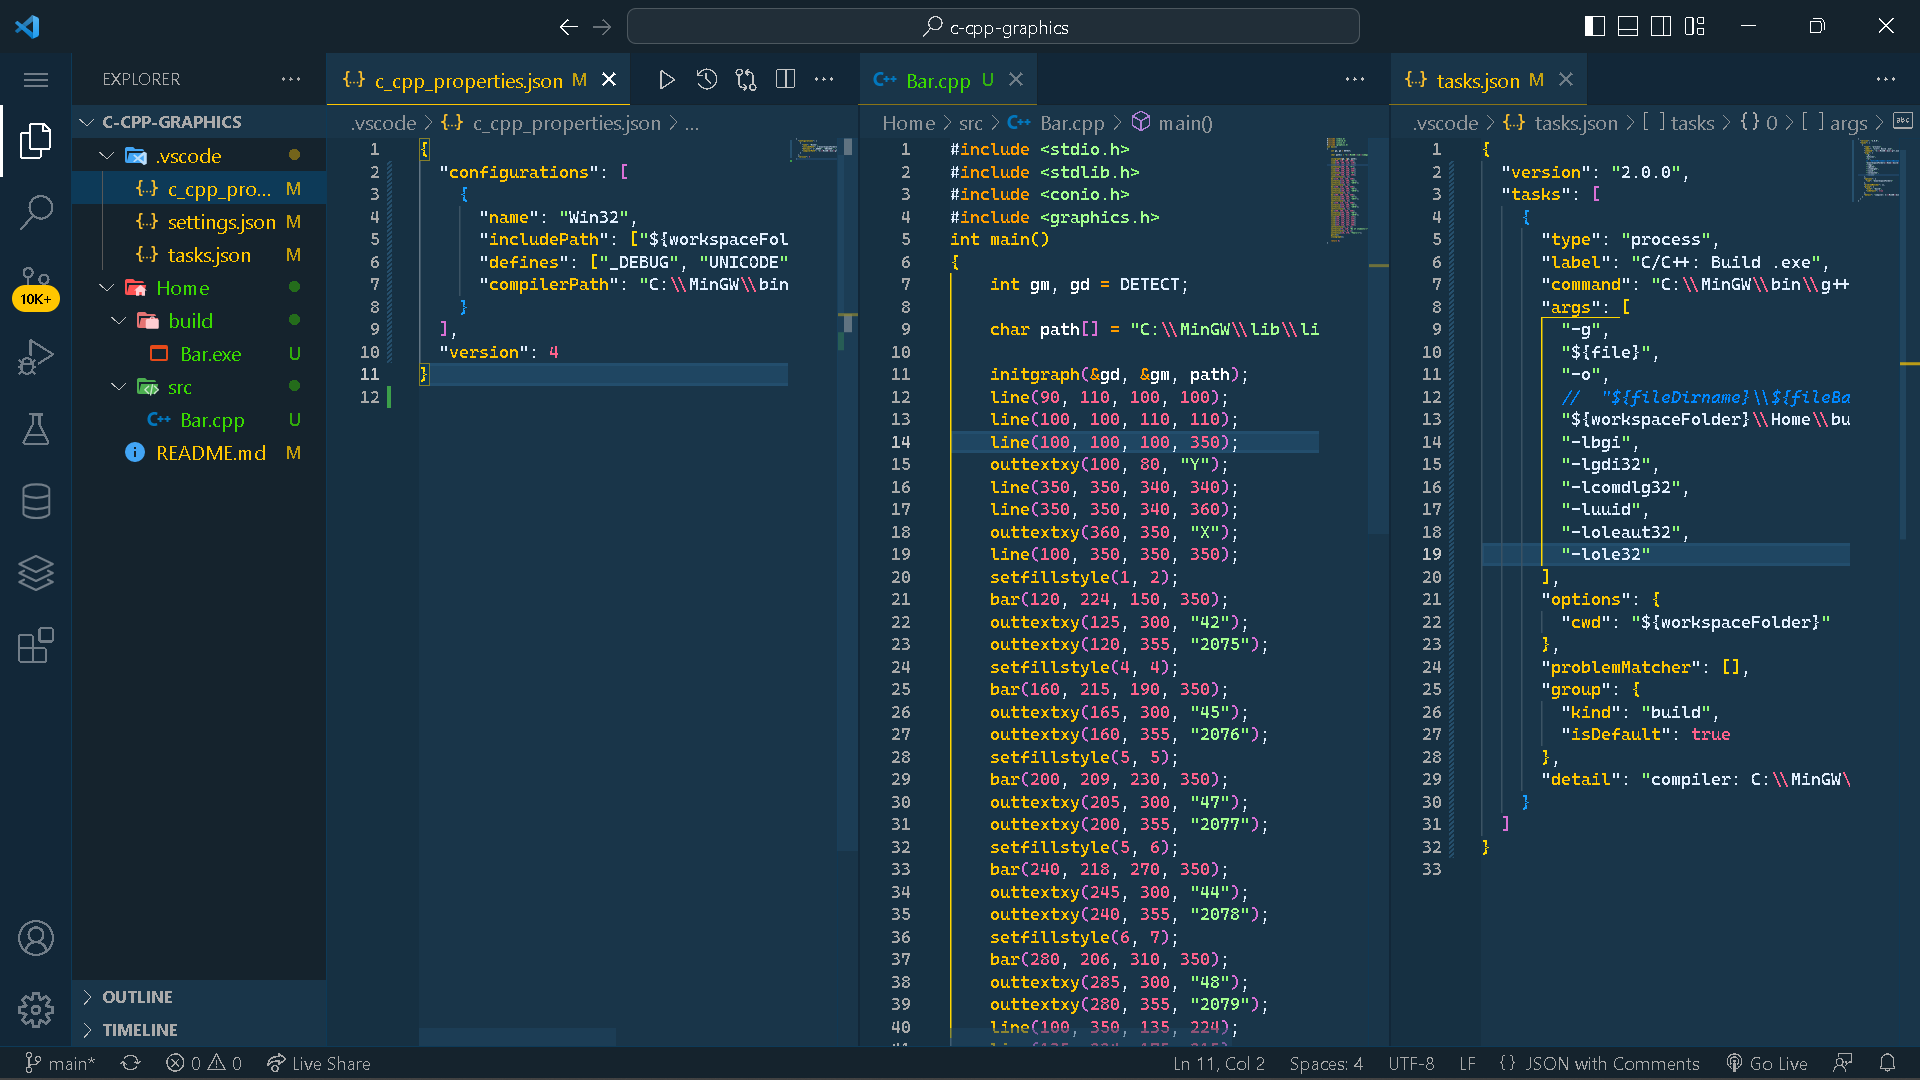 c-cpp-graphics
EXPLORER
C-CPP-GRAPHICS
.vscode
c_cpp_pro... M
settings.json M
tasks.json M
Home
build
Bar.exe U
src
Bar.cpp U
README.md M
10K+
OUTLINE
TIMELINE
c_cpp_properties.json M
.vscode > c_cpp_properties.json > ...
1 {
2 "configurations": [
3 {
4 "name": "Win32",
5 "includePath": ["${workspaceFol
6 "defines": ["_DEBUG", "UNICODE"
7 "compilerPath": "C:\\MinGW\\bin
8 }
9 ],
10 "version": 4
11 }
12
Bar.cpp U
Home > src > Bar.cpp > main()
1 #include <stdio.h>
2 #include <stdlib.h>
3 #include <conio.h>
4 #include <graphics.h>
5 int main()
6 {
7 int gm, gd = DETECT;
8
9 char path[] = "C:\\MinGW\\lib\\li
10
11 initgraph(&gd, &gm, path);
12 line(90, 110, 100, 100);
13 line(100, 100, 110, 110);
14 line(100, 100, 100, 350);
15 outtextxy(100, 80, "Y");
16 line(350, 350, 340, 340);
17 line(350, 350, 340, 360);
18 outtextxy(360, 350, "X");
19 line(100, 350, 350, 350);
20 setfillstyle(1, 2);
21 bar(120, 224, 150, 350);
22 outtextxy(125, 300, "42");
23 outtextxy(120, 355, "2075");
24 setfillstyle(4, 4);
25 bar(160, 215, 190, 350);
26 outtextxy(165, 300, "45");
27 outtextxy(160, 355, "2076");
28 setfillstyle(5, 5);
29 bar(200, 209, 230, 350);
30 outtextxy(205, 300, "47");
31 outtextxy(200, 355, "2077");
32 setfillstyle(5, 6);
33 bar(240, 218, 270, 350);
34 outtextxy(245, 300, "44");
35 outtextxy(240, 355, "2078");
36 setfillstyle(6, 7);
37 bar(280, 206, 310, 350);
38 outtextxy(285, 300, "48");
39 outtextxy(280, 355, "2079");
40 line(100, 350, 135, 224);
tasks.json M
.vscode > tasks.json > [ ] tasks > {} 0 > [ ] args >
1 {
2 "version": "2.0.0",
3 "tasks": [
4 {
5 "type": "process",
6 "label": "C/C++: Build .exe",
7 "command": "C:\\MinGW\\bin\\g++
8 "args": [
9 "-g",
10 "${file}",
11 "-o",
12 // "${fileDirname}\\${fileBa
13 "${workspaceFolder}\\Home\\bu
14 "-lbgi",
15 "-lgdi32",
16 "-lcomdlg32",
17 "-luuid",
18 "-loleaut32",
19 "-lole32"
20 ],
21 "options": {
22 "cwd": "${workspaceFolder}"
23 },
24 "problemMatcher": [],
25 "group": {
26 "kind": "build",
27 "isDefault": true
28 },
29 "detail": "compiler: C:\\MinGW\
30 }
31 ]
32 }
33
main* 0 0 Live Share Ln 11, Col 2 Spaces: 4 UTF-8 LF {} JSON with Comments Go Live